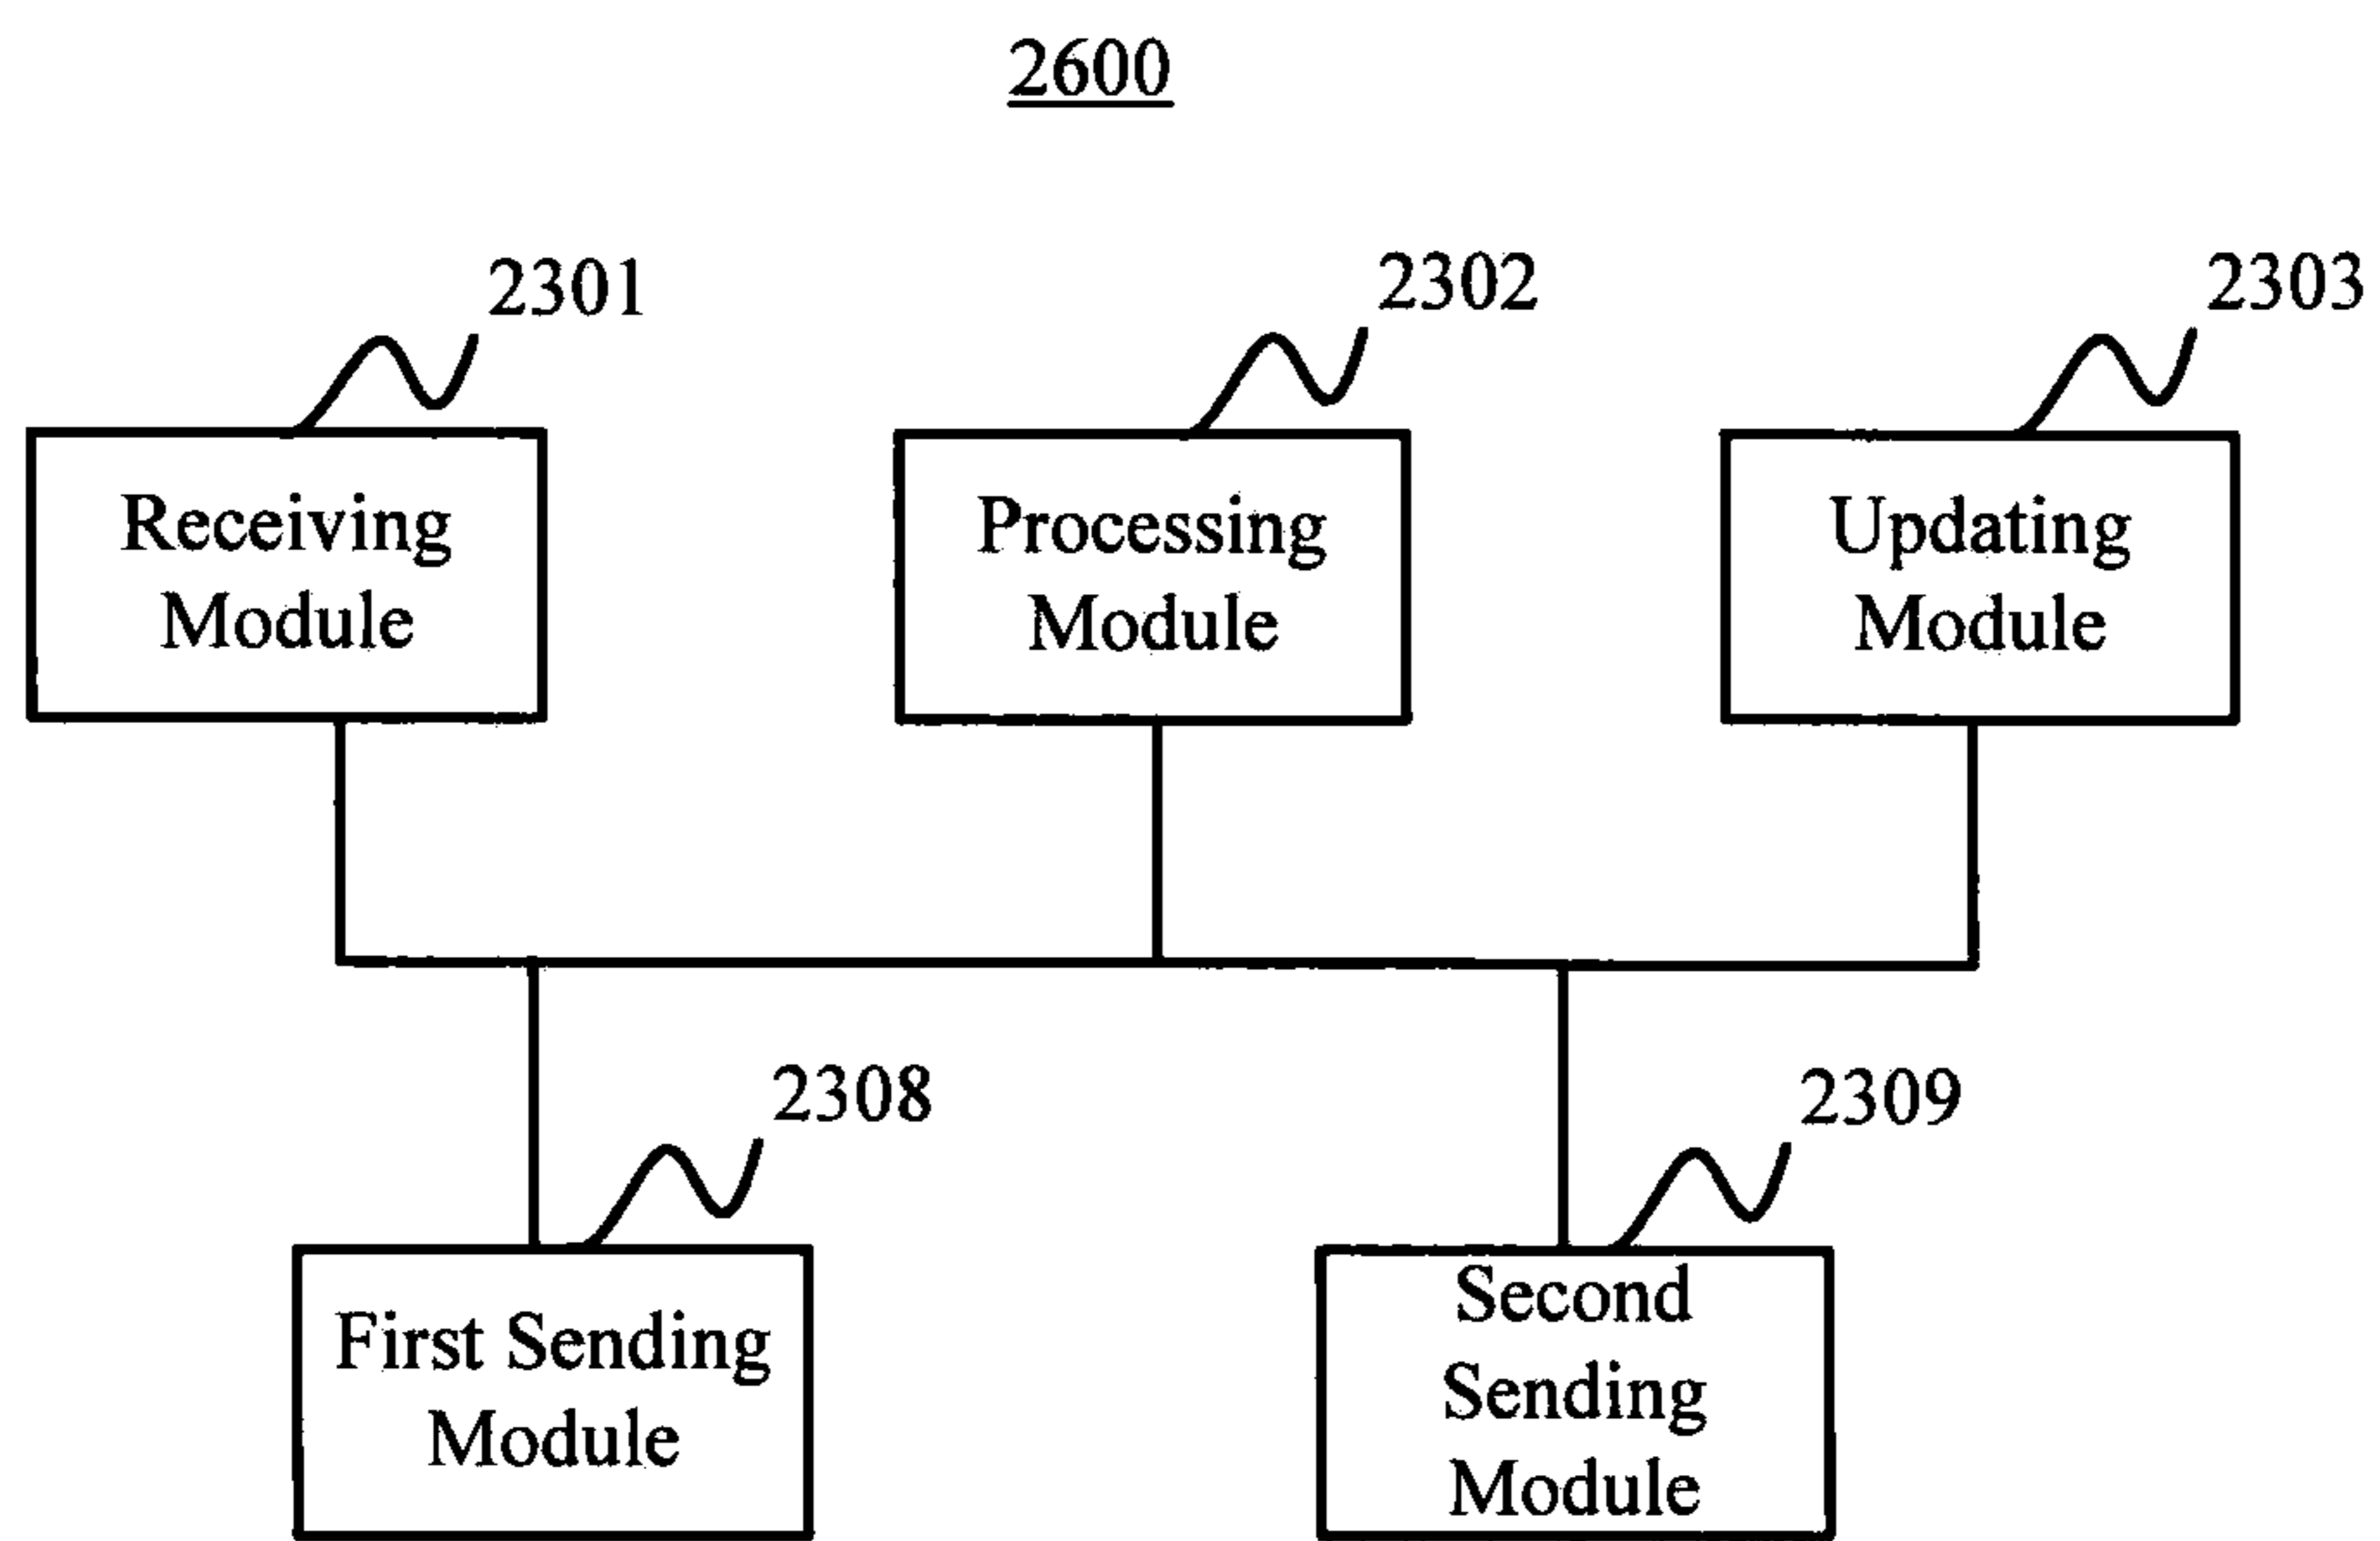 2600
2301
2302
2303
Receiving
Module
Processing
Module
Updating
Module
2308
2309
First Sending
Module
Second
Sending
Module